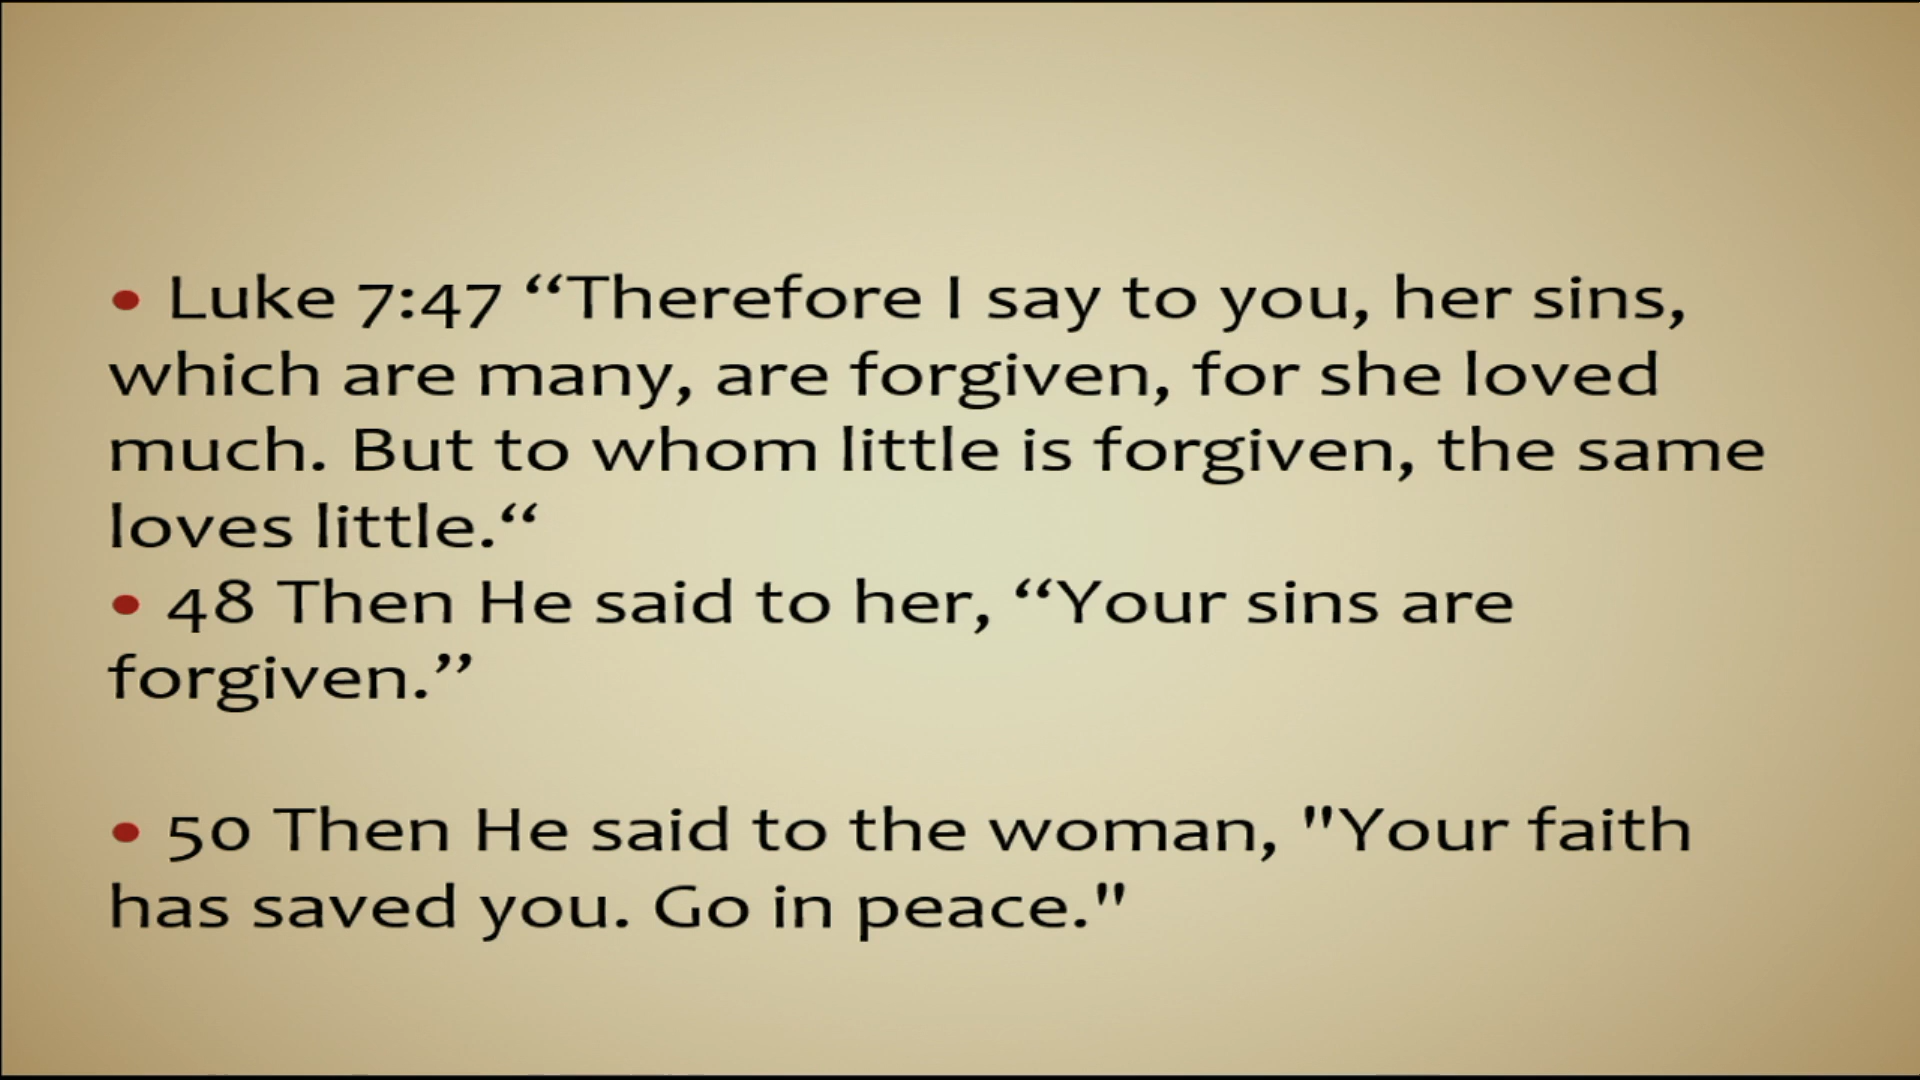 • Luke 7:47 “Therefore I say to you, her sins,
which are many, are forgiven, for she loved
much. But to whom little is forgiven, the same
loves little.“
• 48 Then He said to her, “Your sins are
forgiven.”
• 50 Then He said to the woman, "Your faith
has saved you. Go in peace."